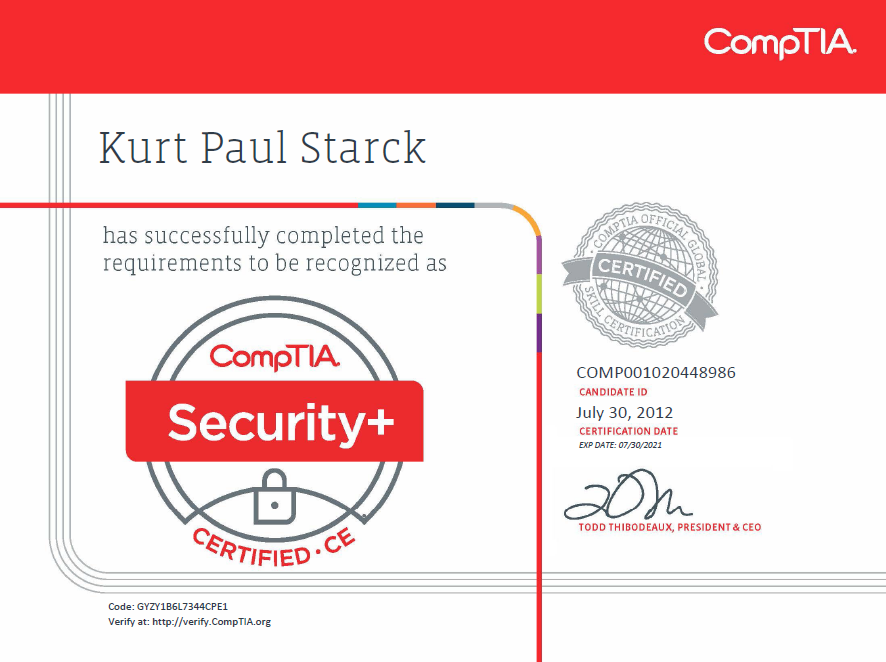 CompTIA.
Kurt Paul Starck
has successfully completed the
requirements to be recognized as
CompTIA.
Security+
CERTIFIED · CE
· COMPTIA OFFICIAL GLOBAL ·
CERTIFIED
SKILL CERTIFICATION
COMP001020448986
CANDIDATE ID
July 30, 2012
CERTIFICATION DATE
EXP DATE: 07/30/2021
TODD THIBODEAUX, PRESIDENT & CEO
Code: GYZY1B6L7344CPE1
Verify at: http://verify.CompTIA.org